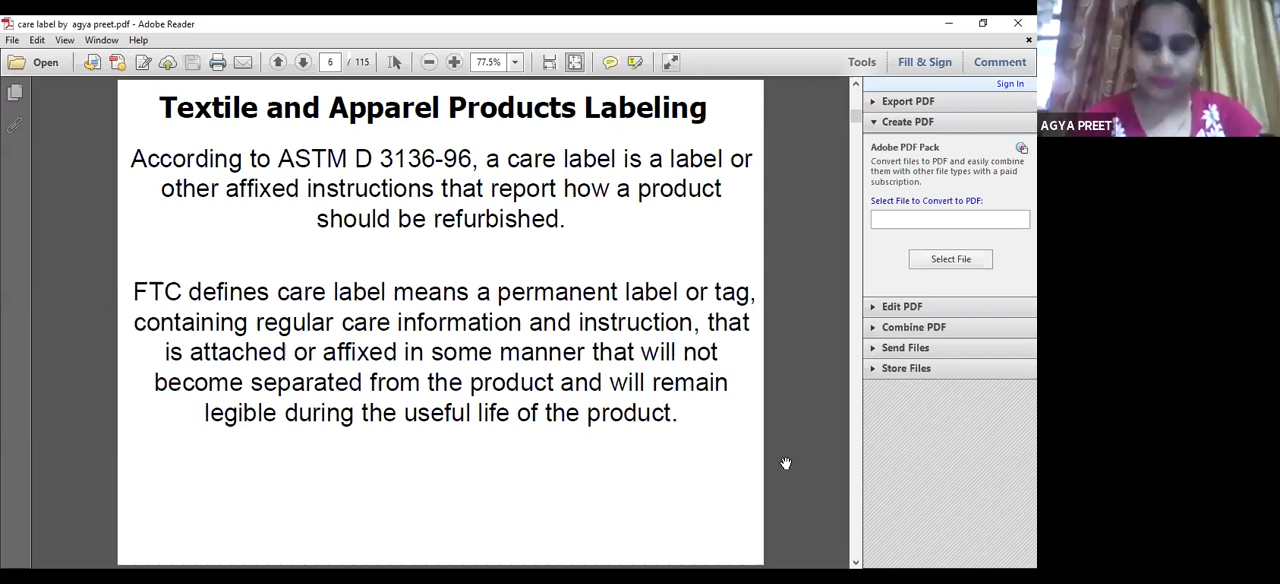 care label by agya preet.pdf - Adobe Reader
File Edit View Window Help
Open 6 / 115 77.5% Tools Fill & Sign Comment
Sign In
Export PDF
Create PDF
Adobe PDF Pack
Convert files to PDF and easily combine
them with other file types with a paid
subscription.
Select File to Convert to PDF:
Select File
Edit PDF
Combine PDF
Send Files
Store Files
Textile and Apparel Products Labeling
According to ASTM D 3136-96, a care label is a label or
other affixed instructions that report how a product
should be refurbished.
FTC defines care label means a permanent label or tag,
containing regular care information and instruction, that
is attached or affixed in some manner that will not
become separated from the product and will remain
legible during the useful life of the product.
AGYA PREET